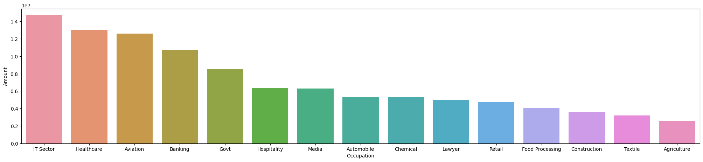 1e7
1.4
1.2
1.0
0.8
0.6
0.4
0.2
0.0
Amount
IT Sector Healthcare Aviation Banking Govt Hospitality Media Automobile Chemical Lawyer Retail Food Processing Construction Textile Agriculture
Occupation